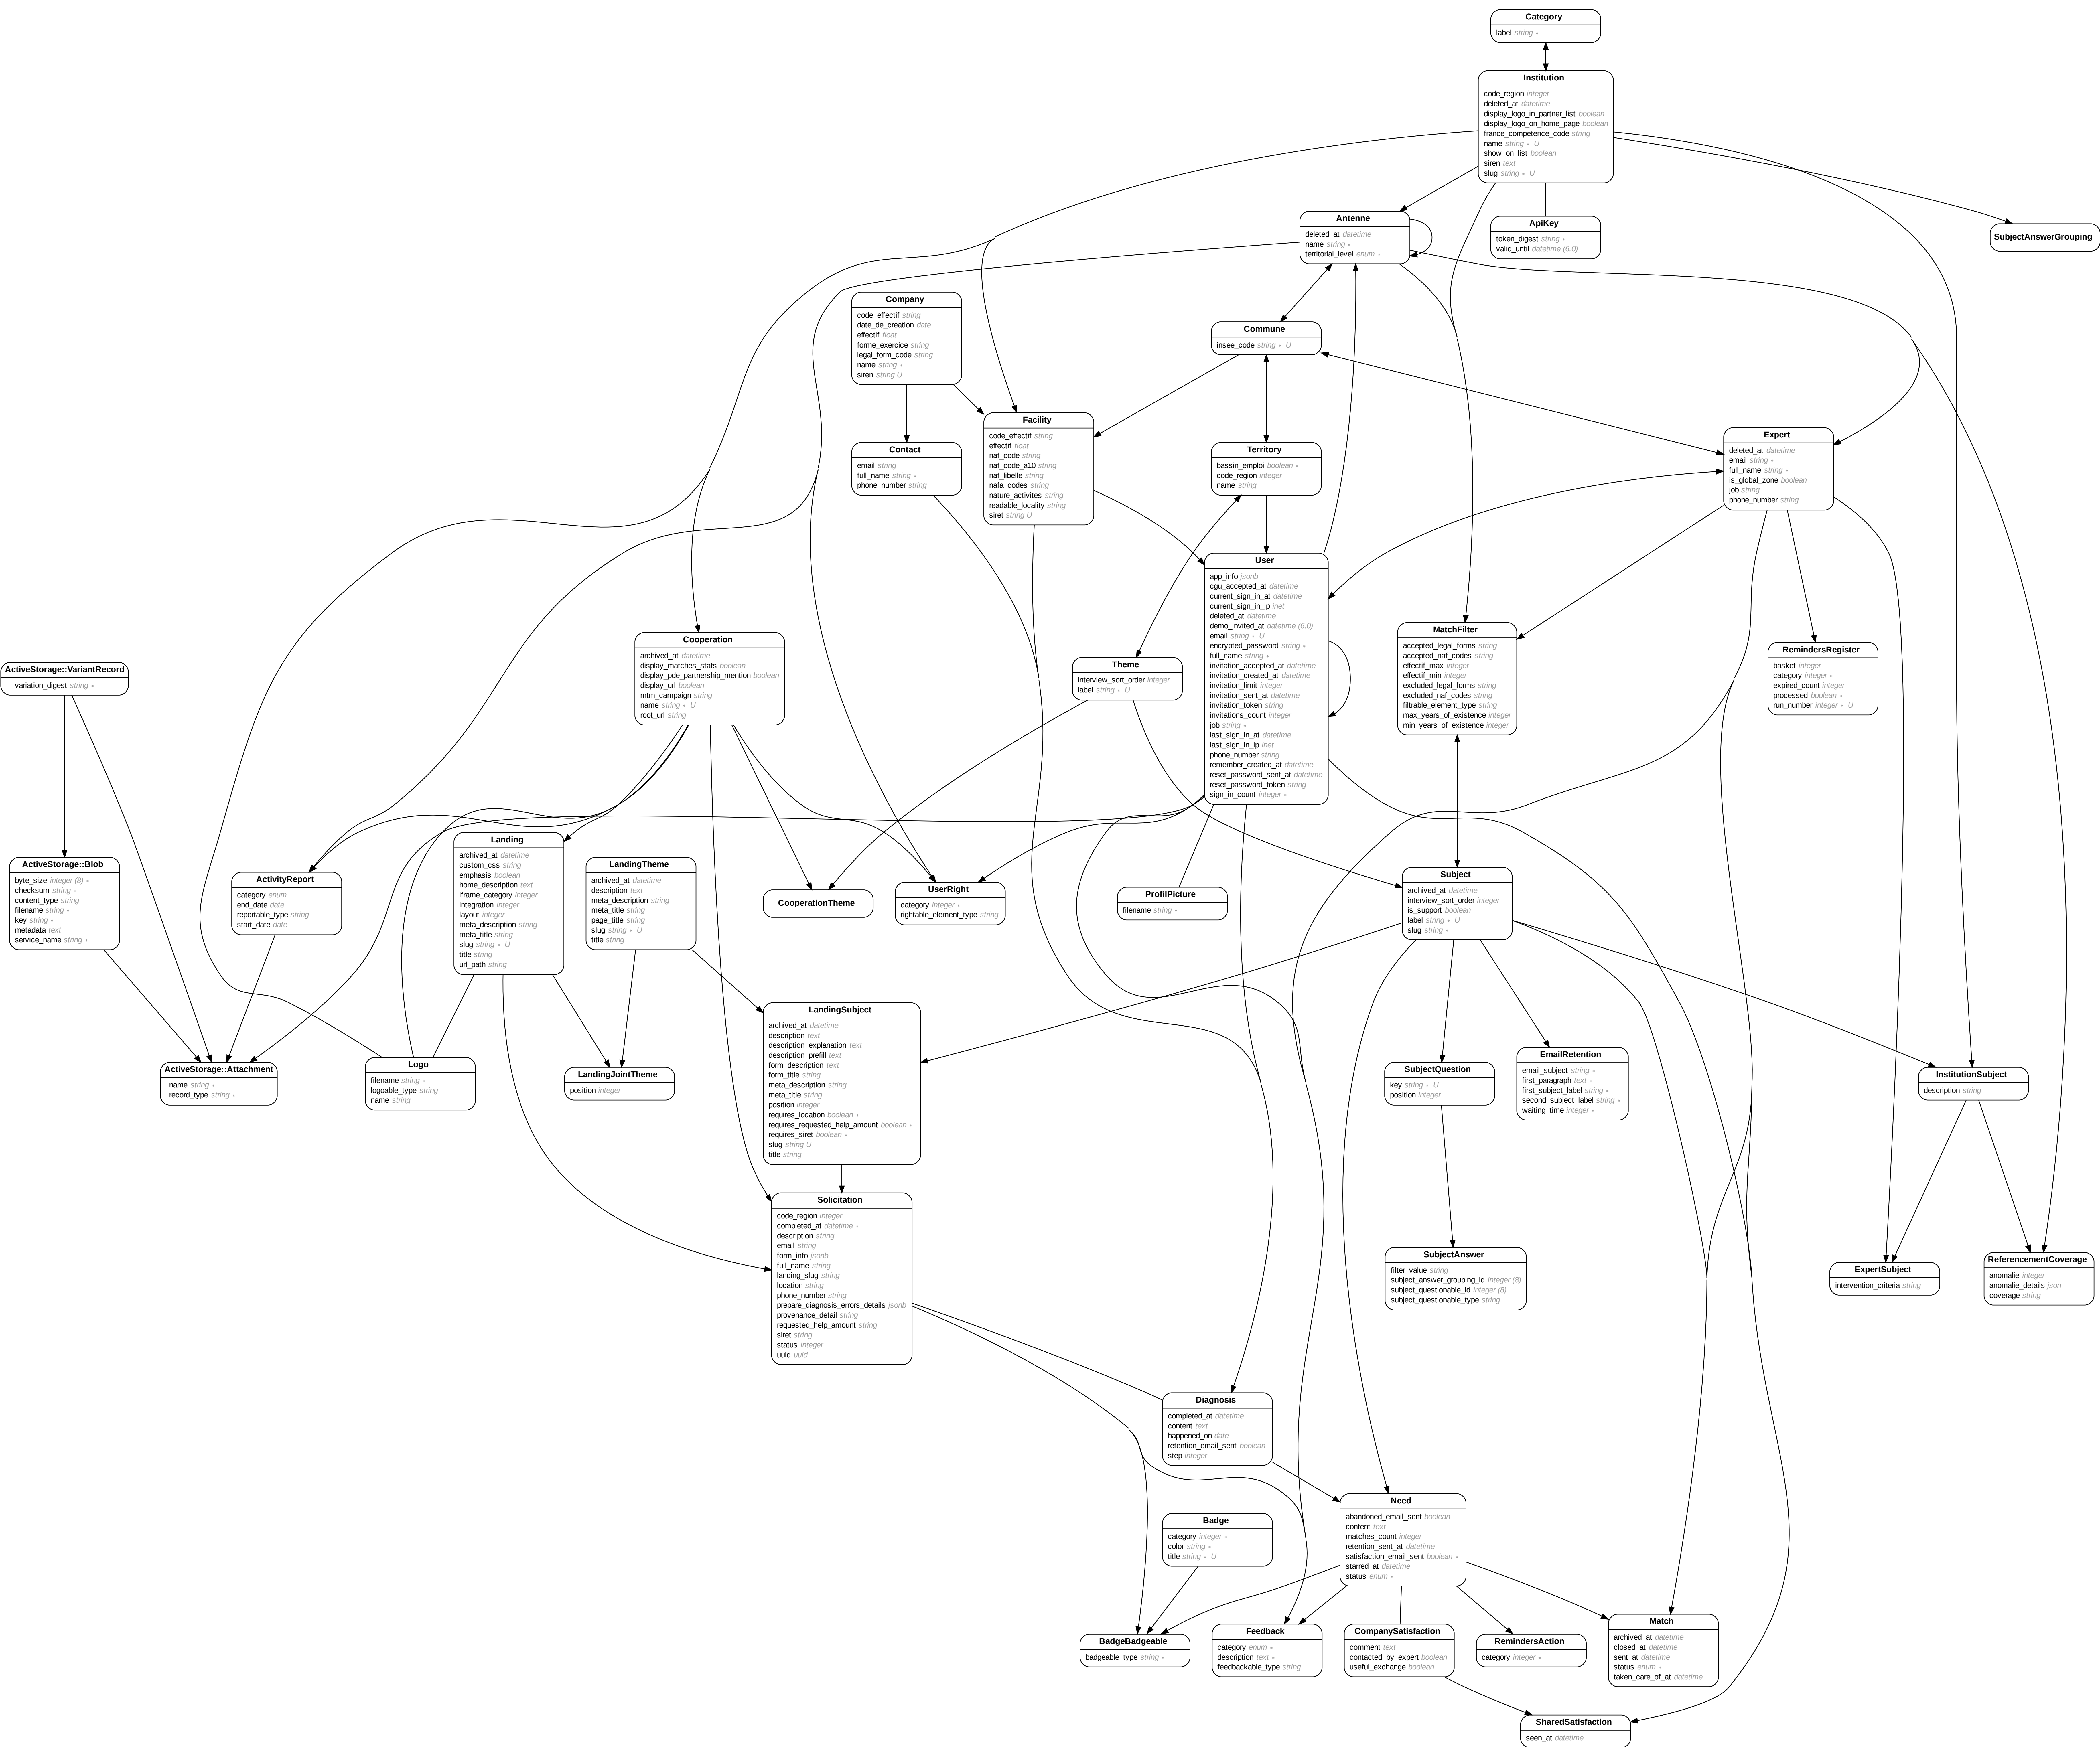 Category
label string ∗
Institution
code_region integer
deleted_at datetime
display_logo_in_partner_list boolean
display_logo_on_home_page boolean
france_competence_code string
name string ∗ U
show_on_list boolean
siren text
slug string ∗ U
Antenne
deleted_at datetime
name string ∗
territorial_level enum ∗
ApiKey
token_digest string ∗
valid_until datetime (6,0)
SubjectAnswerGrouping
Company
code_effectif string
date_de_creation date
effectif float
forme_exercice string
legal_form_code string
name string ∗
siren string U
Commune
insee_code string ∗ U
Facility
code_effectif string
effectif float
naf_code string
naf_code_a10 string
naf_libelle string
nafa_codes string
nature_activites string
readable_locality string
siret string U
Contact
email string
full_name string ∗
phone_number string
Territory
bassin_emploi boolean ∗
code_region integer
name string
Expert
deleted_at datetime
email string ∗
full_name string ∗
is_global_zone boolean
job string
phone_number string
User
app_info jsonb
cgu_accepted_at datetime
current_sign_in_at datetime
current_sign_in_ip inet
deleted_at datetime
demo_invited_at datetime (6,0)
email string ∗ U
encrypted_password string ∗
full_name string ∗
invitation_accepted_at datetime
invitation_created_at datetime
invitation_limit integer
invitation_sent_at datetime
invitation_token string
invitations_count integer
job string ∗
last_sign_in_at datetime
last_sign_in_ip inet
phone_number string
remember_created_at datetime
reset_password_sent_at datetime
reset_password_token string
sign_in_count integer ∗
Cooperation
archived_at datetime
display_matches_stats boolean
display_pde_partnership_mention boolean
display_url boolean
mtm_campaign string
name string ∗ U
root_url string
Theme
interview_sort_order integer
label string ∗ U
MatchFilter
accepted_legal_forms string
accepted_naf_codes string
effectif_max integer
effectif_min integer
excluded_legal_forms string
excluded_naf_codes string
filtrable_element_type string
max_years_of_existence integer
min_years_of_existence integer
RemindersRegister
basket integer
category integer ∗
expired_count integer
processed boolean ∗
run_number integer ∗ U
ActiveStorage::VariantRecord
variation_digest string ∗
ActiveStorage::Blob
byte_size integer (8) ∗
checksum string ∗
content_type string
filename string ∗
key string ∗
metadata text
service_name string ∗
ActivityReport
category enum
end_date date
reportable_type string
start_date date
Landing
archived_at datetime
custom_css string
emphasis boolean
home_description text
iframe_category integer
integration integer
layout integer
meta_description string
meta_title string
slug string ∗ U
title string
url_path string
LandingTheme
archived_at datetime
description text
meta_description string
meta_title string
page_title string
slug string ∗ U
title string
CooperationTheme
UserRight
category integer ∗
rightable_element_type string
ProfilPicture
filename string ∗
Subject
archived_at datetime
interview_sort_order integer
is_support boolean
label string ∗ U
slug string ∗
ActiveStorage::Attachment
name string ∗
record_type string ∗
Logo
filename string ∗
logoable_type string
name string
LandingJointTheme
position integer
LandingSubject
archived_at datetime
description text
description_explanation text
description_prefill text
form_description text
form_title string
meta_description string
meta_title string
position integer
requires_location boolean ∗
requires_requested_help_amount boolean ∗
requires_siret boolean ∗
slug string U
title string
SubjectQuestion
key string ∗ U
position integer
EmailRetention
email_subject string ∗
first_paragraph text ∗
first_subject_label string ∗
second_subject_label string ∗
waiting_time integer ∗
InstitutionSubject
description string
Solicitation
code_region integer
completed_at datetime ∗
description string
email string
form_info jsonb
full_name string
landing_slug string
location string
phone_number string
prepare_diagnosis_errors_details jsonb
provenance_detail string
requested_help_amount string
siret string
status integer
uuid uuid
SubjectAnswer
filter_value string
subject_answer_grouping_id integer (8)
subject_questionable_id integer (8)
subject_questionable_type string
ExpertSubject
intervention_criteria string
ReferencementCoverage
anomalie integer
anomalie_details json
coverage string
Diagnosis
completed_at datetime
content text
happened_on date
retention_email_sent boolean
step integer
Need
abandoned_email_sent boolean
content text
matches_count integer
retention_sent_at datetime
satisfaction_email_sent boolean ∗
starred_at datetime
status enum ∗
Badge
category integer ∗
color string ∗
title string ∗ U
BadgeBadgeable
badgeable_type string ∗
Feedback
category enum ∗
description text ∗
feedbackable_type string
CompanySatisfaction
comment text
contacted_by_expert boolean
useful_exchange boolean
RemindersAction
category integer ∗
Match
archived_at datetime
closed_at datetime
sent_at datetime
status enum ∗
taken_care_of_at datetime
SharedSatisfaction
seen_at datetime